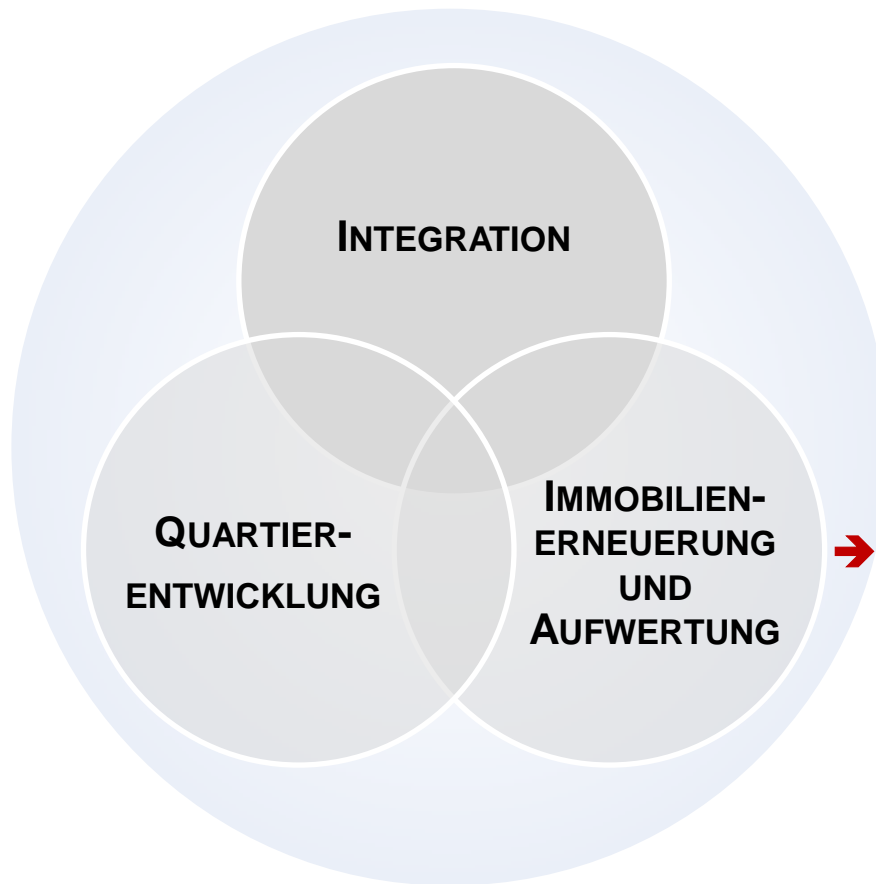 INTEGRATION
QUARTIER-
ENTWICKLUNG
IMMOBILIEN-
ERNEUERUNG
UND
AUFWERTUNG